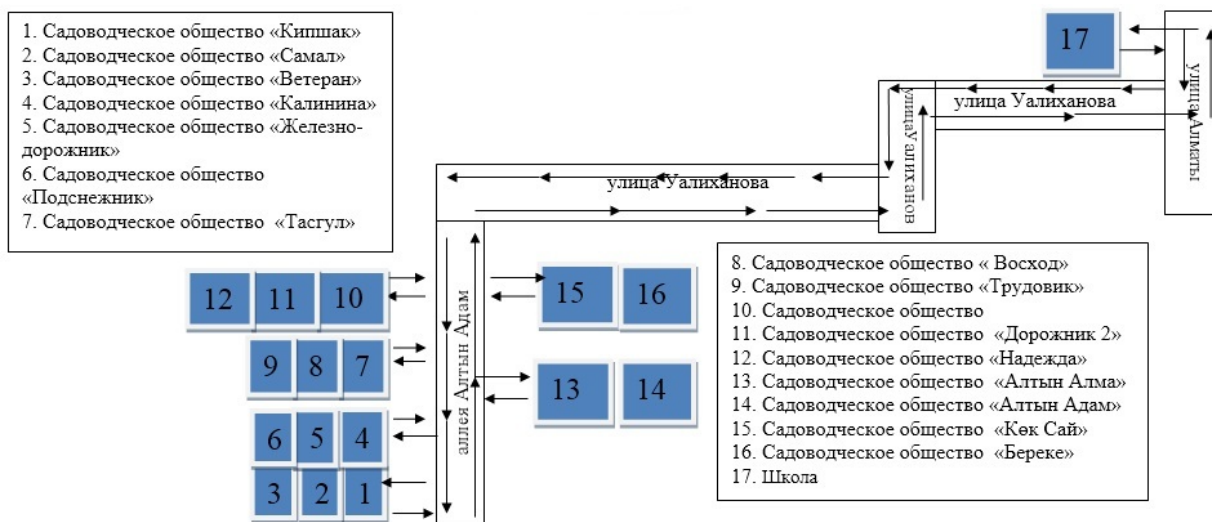 1. Садоводческое общество «Кипшак»
2. Садоводческое общество «Самал»
3. Садоводческое общество «Ветеран»
4. Садоводческое общество «Калинина»
5. Садоводческое общество «Железно-
дорожник»
6. Садоводческое общество
«Подснежник»
7. Садоводческое общество «Тасгул»
17
улица Уалиханова
улицаУалиханов
улица Алматы
улица Уалиханова
12 11 10
15 16
9 8 7
13 14
6 5 4
3 2 1
аллея Алтын Адам
8. Садоводческое общество « Восход»
9. Садоводческое общество «Трудовик»
10. Садоводческое общество
11. Садоводческое общество «Дорожник 2»
12. Садоводческое общество «Надежда»
13. Садоводческое общество «Алтын Алма»
14. Садоводческое общество «Алтын Адам»
15. Садоводческое общество «Көк Сай»
16. Садоводческое общество «Береке»
17. Школа